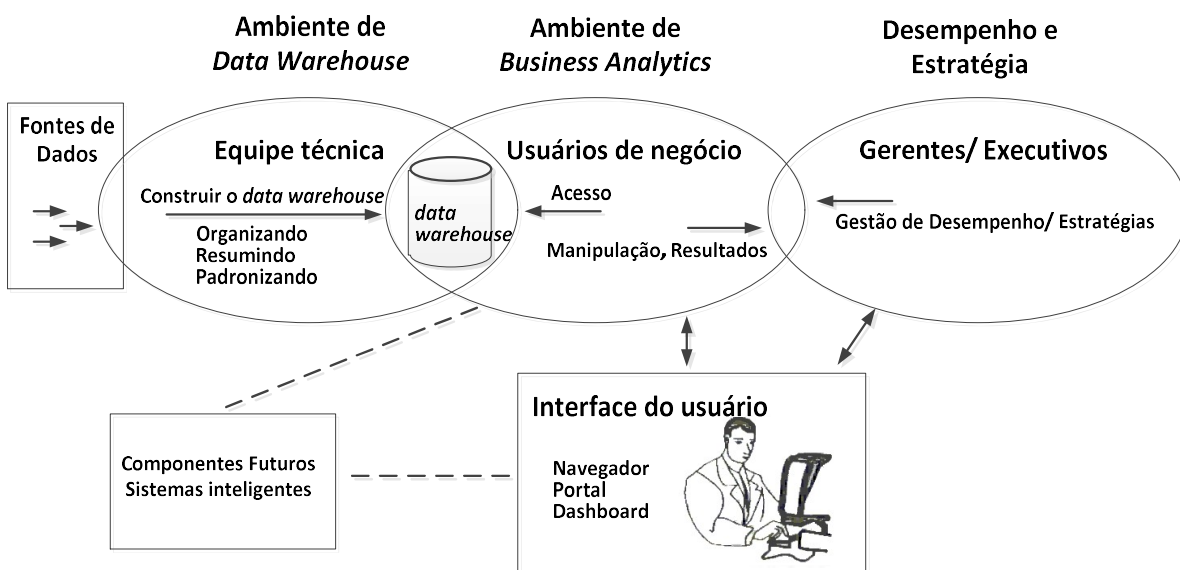 Ambiente de
Data Warehouse
Ambiente de
Business Analytics
Desempenho e
Estratégia
Fontes de
Dados
Equipe técnica
Construir o data warehouse
Organizando
Resumindo
Padronizando
data
warehouse
Usuários de negócio
Acesso
Manipulação, Resultados
Gerentes/ Executivos
Gestão de Desempenho/ Estratégias
Componentes Futuros
Sistemas inteligentes
Interface do usuário
Navegador
Portal
Dashboard